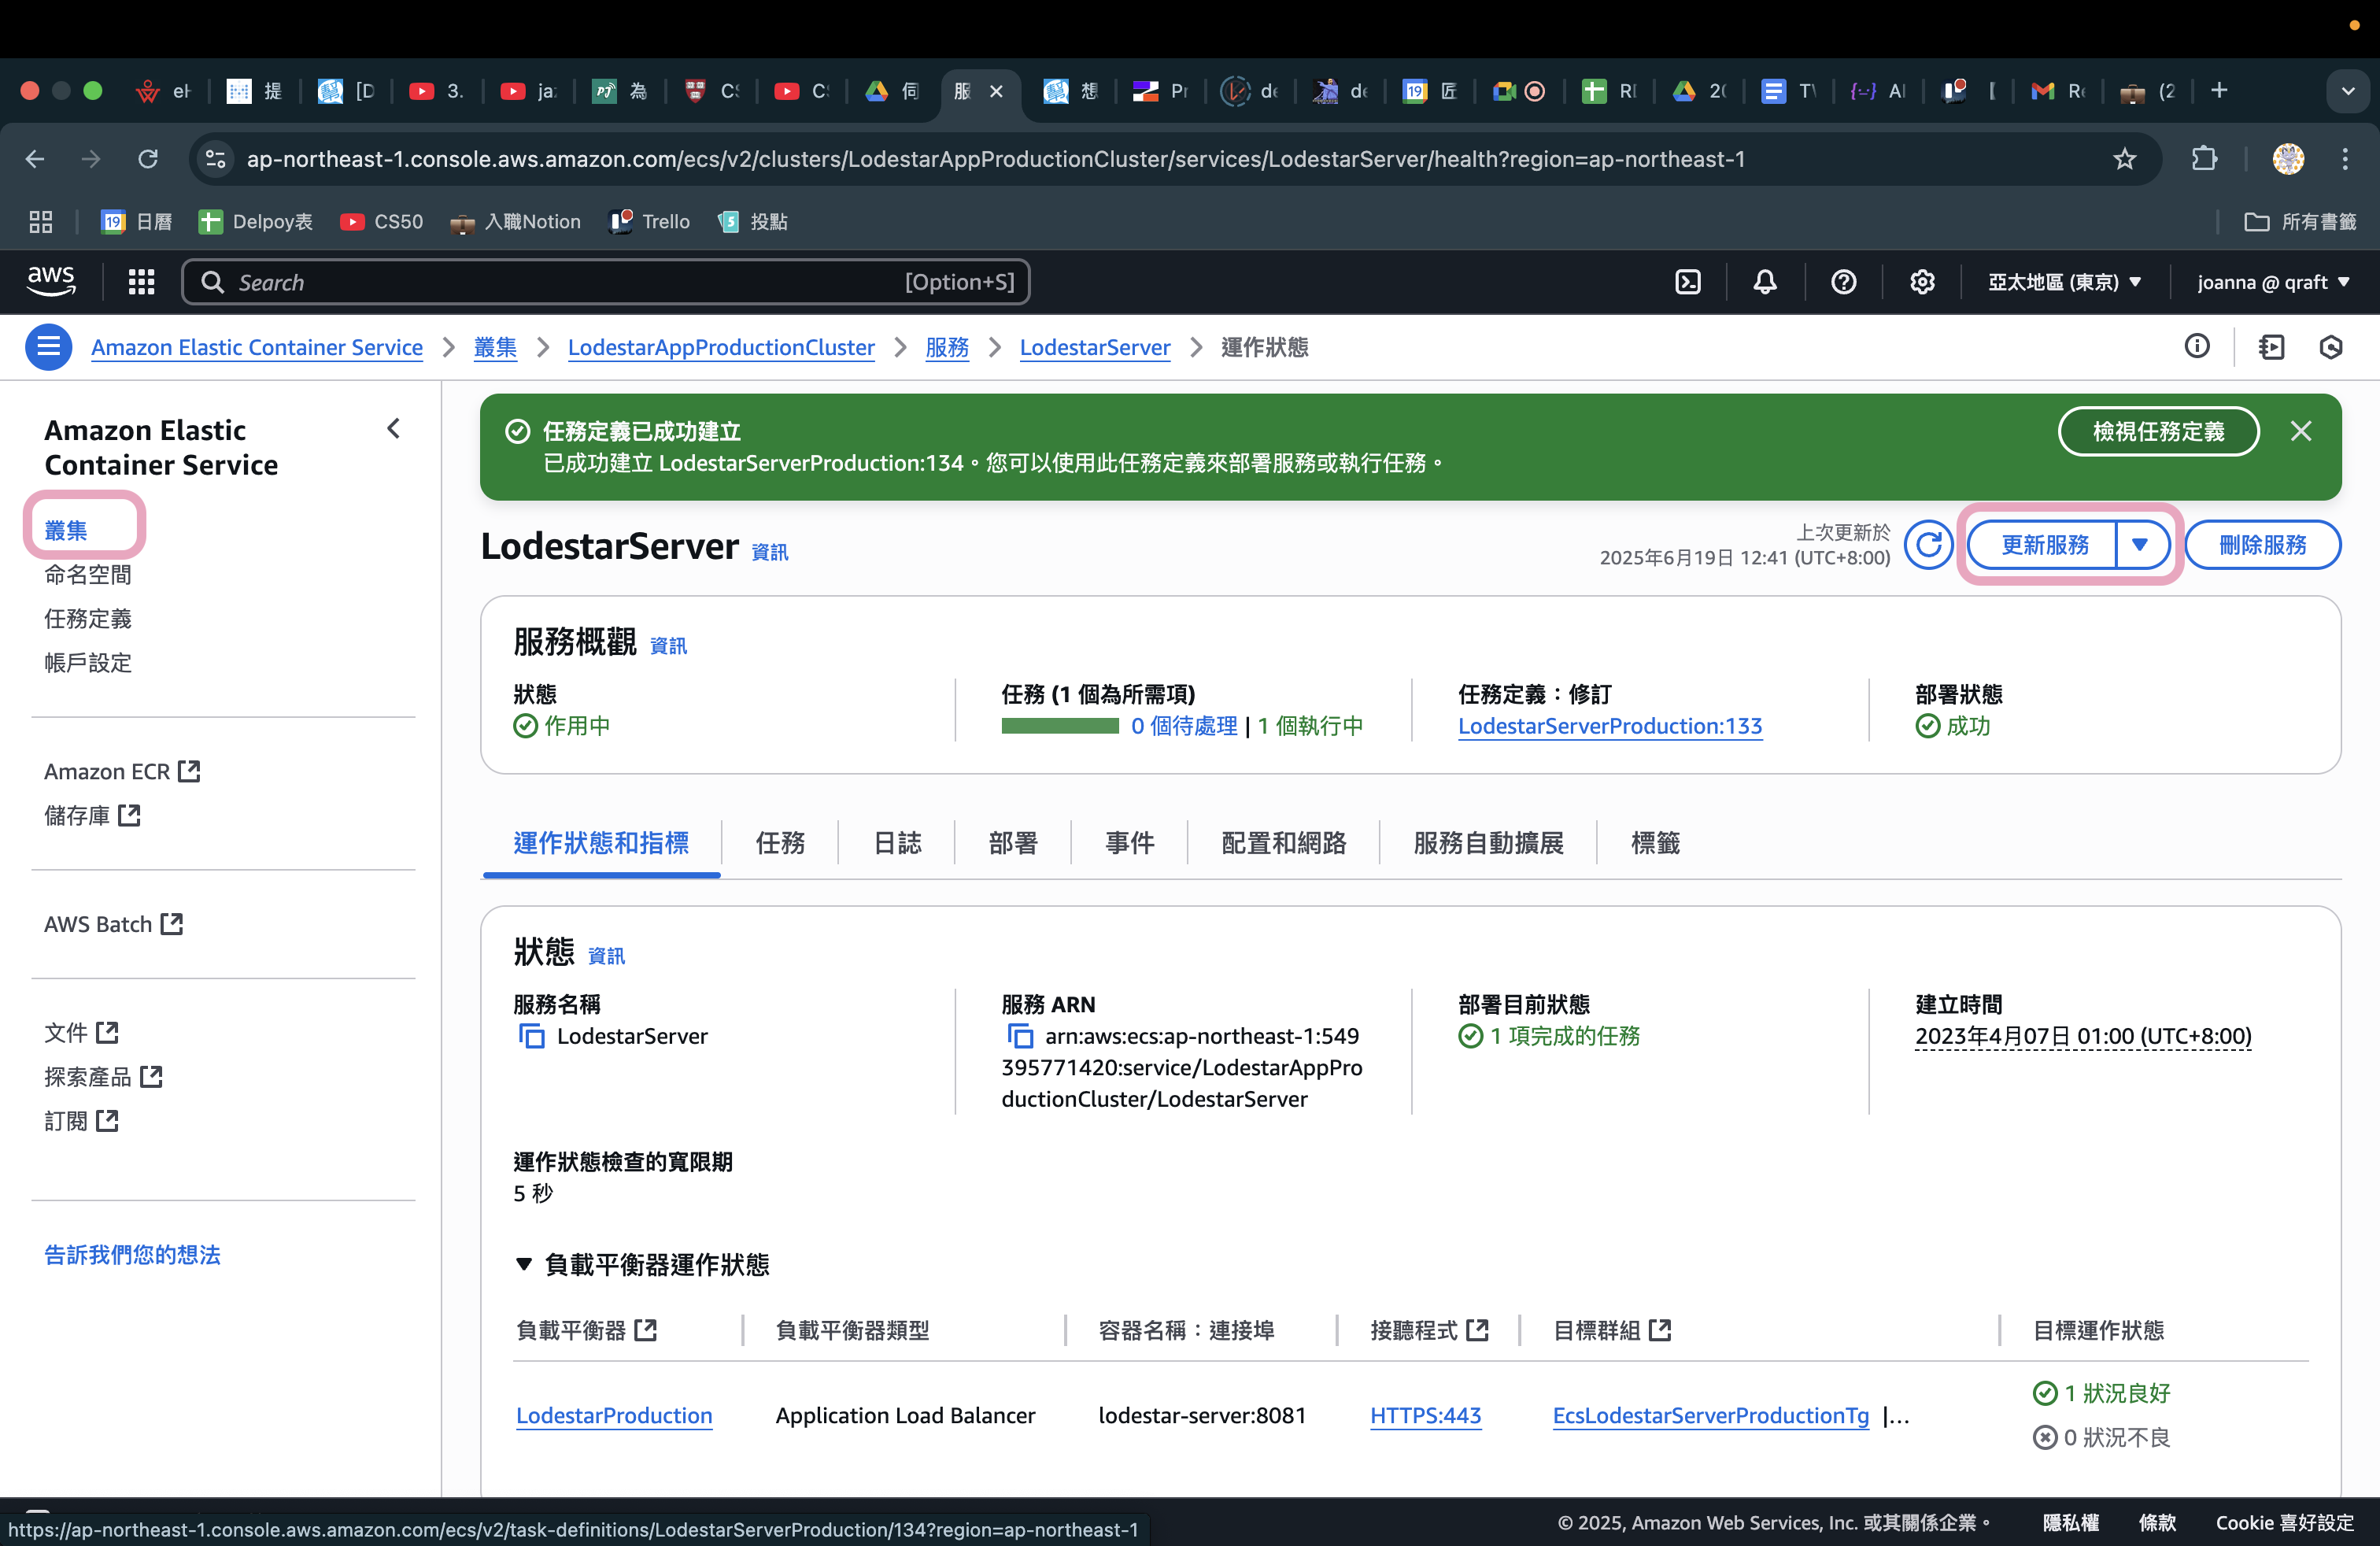 eH
提
[D
3.
ja
為
CS
C
伺
服
想
Pr
de
de
匠
RD
20
TV
AI
【
Re
(2
ap-northeast-1.console.aws.amazon.com/ecs/v2/clusters/LodestarAppProductionCluster/services/LodestarServer/health?region=ap-northeast-1
19 日曆
Delpoy表
CS50
入職Notion
Trello
5 投點
所有書籤
aws
Search
[Option+S]
亞太地區 (東京)
joanna @ qraft
Amazon Elastic Container Service
叢集
LodestarAppProductionCluster
服務
LodestarServer
運作狀態
Amazon Elastic
Container Service
叢集
命名空間
任務定義
帳戶設定
Amazon ECR
儲存庫
AWS Batch
文件
探索產品
訂閱
告訴我們您的想法
任務定義已成功建立
已成功建立 LodestarServerProduction:134。您可以使用此任務定義來部署服務或執行任務。
檢視任務定義
LodestarServer 資訊
上次更新於
2025年6月19日 12:41 (UTC+8:00)
更新服務
刪除服務
服務概觀 資訊
狀態
作用中
任務 (1 個為所需項)
0 個待處理 | 1 個執行中
任務定義：修訂
LodestarServerProduction:133
部署狀態
成功
運作狀態和指標
任務
日誌
部署
事件
配置和網路
服務自動擴展
標籤
狀態 資訊
服務名稱
LodestarServer
服務 ARN
arn:aws:ecs:ap-northeast-1:549
395771420:service/LodestarAppPro
ductionCluster/LodestarServer
部署目前狀態
1 項完成的任務
建立時間
2023年4月07日 01:00 (UTC+8:00)
運作狀態檢查的寬限期
5 秒
負載平衡器運作狀態
負載平衡器
負載平衡器類型
容器名稱：連接埠
接聽程式
目標群組
目標運作狀態
LodestarProduction
Application Load Balancer
lodestar-server:8081
HTTPS:443
EcsLodestarServerProductionTg |...
1 狀況良好
0 狀況不良
https://ap-northeast-1.console.aws.amazon.com/ecs/v2/task-definitions/LodestarServerProduction/134?region=ap-northeast-1
© 2025, Amazon Web Services, Inc. 或其關係企業。
隱私權
條款
Cookie 喜好設定